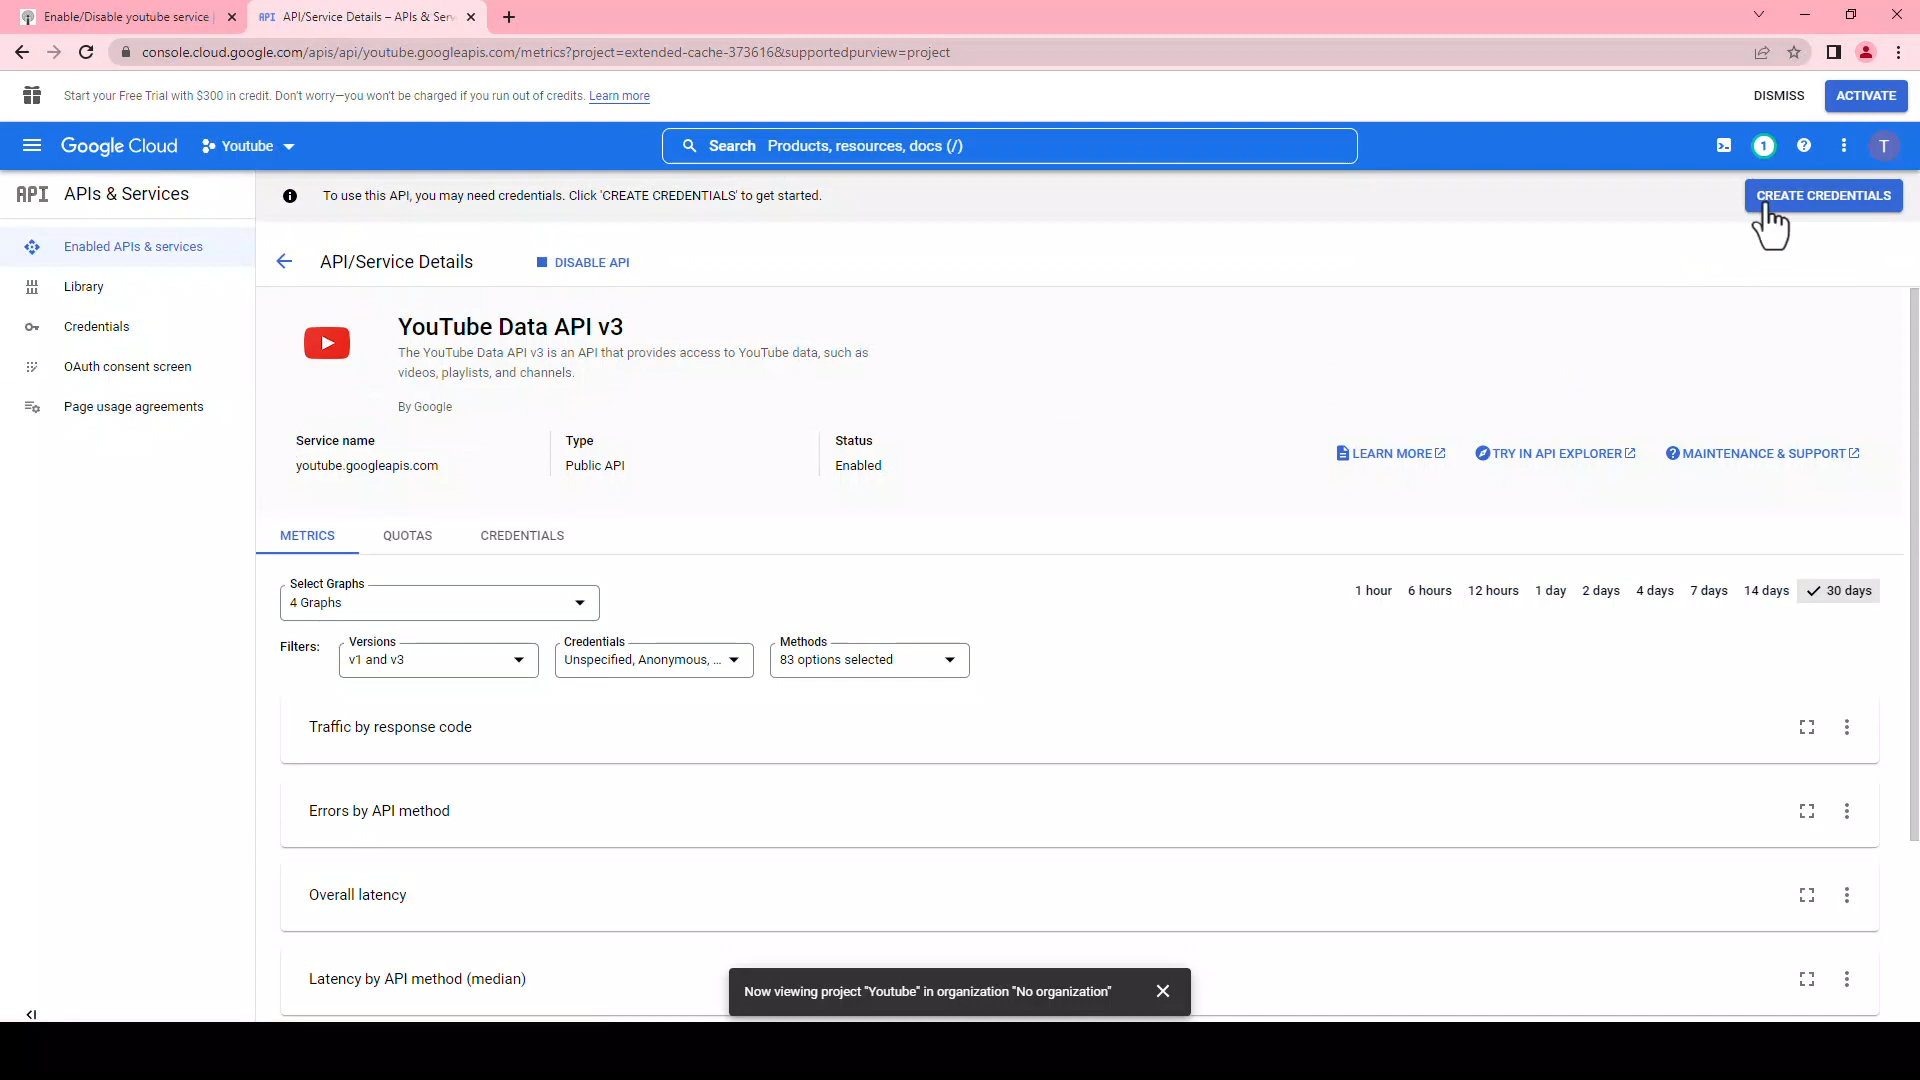 Enable/Disable youtube service
API API/Service Details – APIs & Serv
console.cloud.google.com/apis/api/youtube.googleapis.com/metrics?project=extended-cache-373616&supportedpurview=project
Start your Free Trial with $300 in credit. Don't worry—you won't be charged if you run out of credits. Learn more
DISMISS
ACTIVATE
Google Cloud
Youtube
Search Products, resources, docs (/)
1
T
API APIs & Services
To use this API, you may need credentials. Click 'CREATE CREDENTIALS' to get started.
CREATE CREDENTIALS
Enabled APIs & services
Library
Credentials
OAuth consent screen
Page usage agreements
API/Service Details
DISABLE API
YouTube Data API v3
The YouTube Data API v3 is an API that provides access to YouTube data, such as
videos, playlists, and channels.
By Google
Service name
youtube.googleapis.com
Type
Public API
Status
Enabled
LEARN MORE
TRY IN API EXPLORER
MAINTENANCE & SUPPORT
METRICS
QUOTAS
CREDENTIALS
Select Graphs
4 Graphs
1 hour 6 hours 12 hours 1 day 2 days 4 days 7 days 14 days 30 days
Filters:
Versions
v1 and v3
Credentials
Unspecified, Anonymous, ...
Methods
83 options selected
Traffic by response code
Errors by API method
Overall latency
Latency by API method (median)
Now viewing project "Youtube" in organization "No organization"